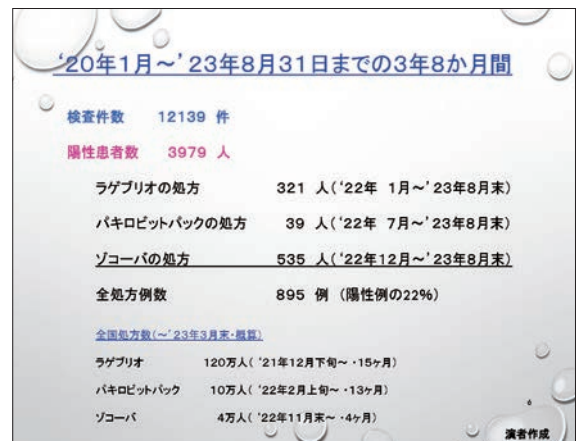 ‘20年1月～’23年8月31日までの3年8か月間
検査件数 12139 件
陽性患者数 3979 人
ラゲブリオの処方 321 人(‘22年 1月～’23年8月末)
パキロビットパックの処方 39 人(‘22年 7月～’23年8月末)
ゾコーバの処方 535 人(‘22年12月～’23年8月末)
全処方例数 895 例 (陽性例の22%)
全国処方数(～’23年3月末・概算)
ラゲブリオ 120万人( ‘21年12月下旬～ ・15ヶ月)
パキロビットパック 10万人( ‘22年2月上旬～ ・13ヶ月)
ゾコーバ 4万人( ‘22年11月末～ ・4ヶ月)
6
演者作成